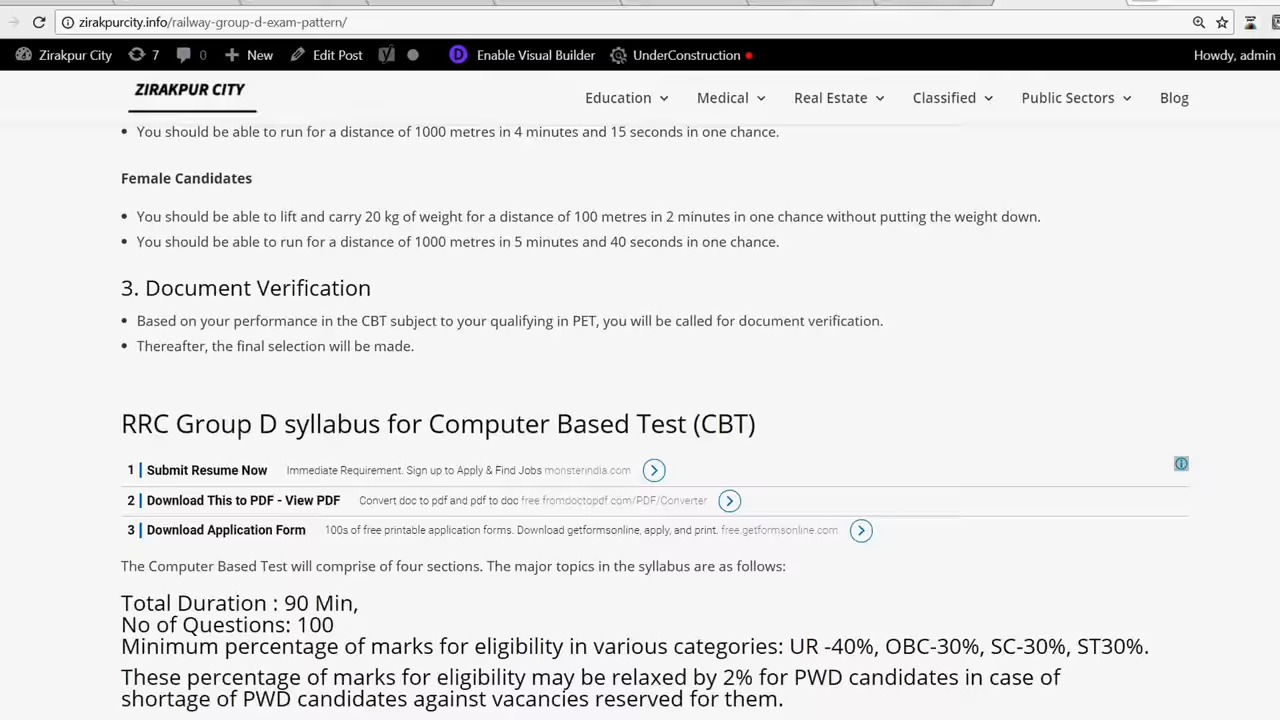 zirakpurcity.info/railway-group-d-exam-pattern/
Zirakpur City 7 0 New Edit Post Enable Visual Builder UnderConstruction Howdy, admin
ZIRAKPUR CITY Education Medical Real Estate Classified Public Sectors Blog
• You should be able to run for a distance of 1000 metres in 4 minutes and 15 seconds in one chance.
Female Candidates
• You should be able to lift and carry 20 kg of weight for a distance of 100 metres in 2 minutes in one chance without putting the weight down.
• You should be able to run for a distance of 1000 metres in 5 minutes and 40 seconds in one chance.
3. Document Verification
• Based on your performance in the CBT subject to your qualifying in PET, you will be called for document verification.
• Thereafter, the final selection will be made.
RRC Group D syllabus for Computer Based Test (CBT)
1 Submit Resume Now Immediate Requirement. Sign up to Apply & Find Jobs monsterindia.com
2 Download This to PDF - View PDF Convert doc to pdf and pdf to doc free.fromdoctopdf.com/PDF/Converter
3 Download Application Form 100s of free printable application forms. Download getformsonline, apply, and print. free.getformsonline.com
The Computer Based Test will comprise of four sections. The major topics in the syllabus are as follows:
Total Duration : 90 Min,
No of Questions: 100
Minimum percentage of marks for eligibility in various categories: UR -40%, OBC-30%, SC-30%, ST30%.
These percentage of marks for eligibility may be relaxed by 2% for PWD candidates in case of
shortage of PWD candidates against vacancies reserved for them.